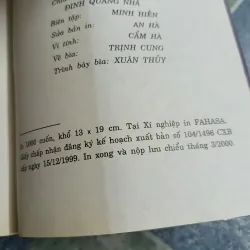 ĐINH QUANG NHÃ
Biên tập: MINH HIỀN
Sửa bản in: AN HÀ
Vi tính: CẨM HÀ
Vẽ bìa: TRỊNH CUNG
Trình bày bìa: XUÂN THỦY
In 1000 cuốn, khổ 13 x 19 cm. Tại Xí nghiệp in FAHASA.
Giấy chấp nhận đăng ký kế hoạch xuất bản số 104/1496 CXB
ngày 15/12/1999. In xong và nộp lưu chiểu tháng 3/2000.